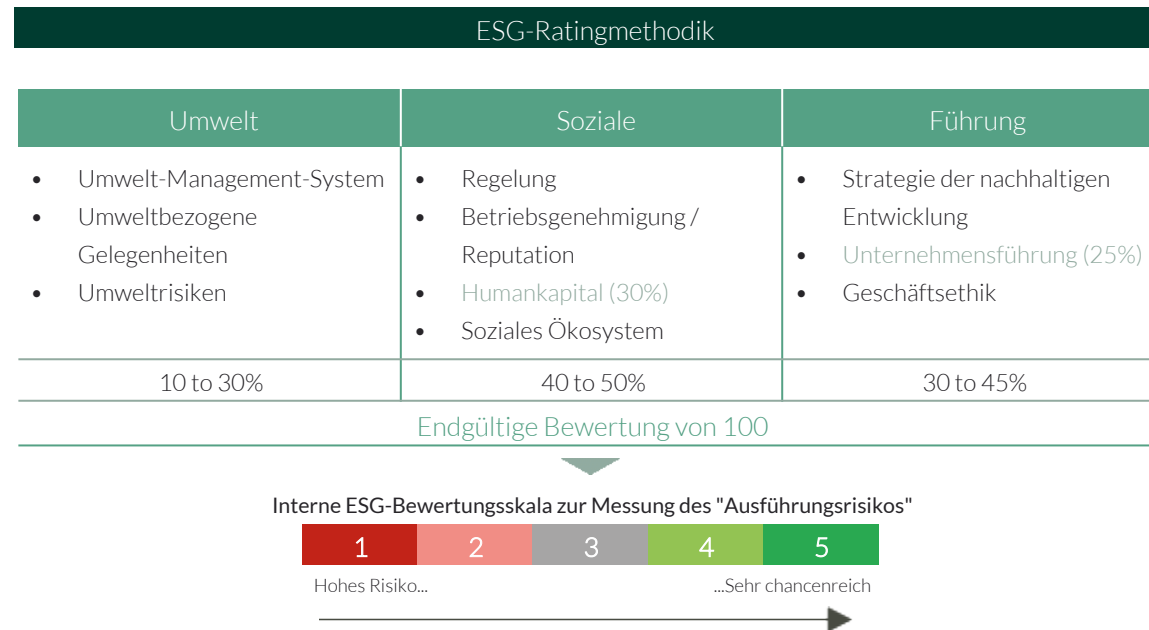 ESG-Ratingmethodik
Umwelt
Soziale
Führung
• Umwelt-Management-System
• Umweltbezogene
Gelegenheiten
• Umweltrisiken
• Regelung
• Betriebsgenehmigung /
Reputation
• Humankapital (30%)
• Soziales Ökosystem
• Strategie der nachhaltigen
Entwicklung
• Unternehmensführung (25%)
• Geschäftsethik
10 to 30%
40 to 50%
30 to 45%
Endgültige Bewertung von 100
Interne ESG-Bewertungsskala zur Messung des "Ausführungsrisikos"
1 2 3 4 5
Hohes Risiko...
...Sehr chancenreich